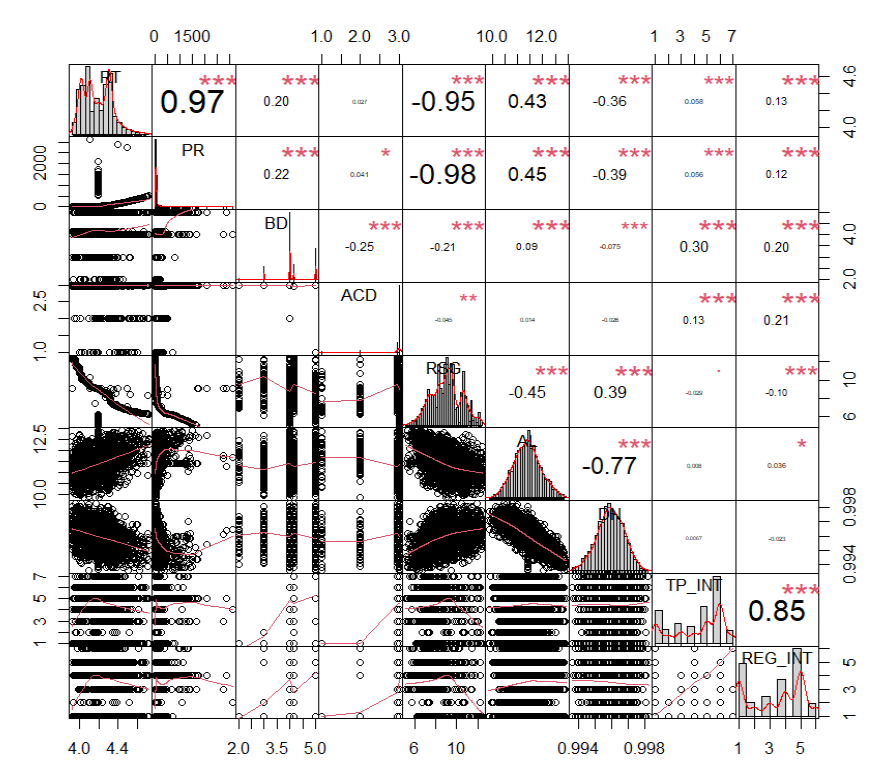 0 1500 1.0 2.0 3.0 10.0 12.0 1 3 5 7
RT
0.97 *** 0.20 *** 0.027 -0.95 *** 0.43 *** -0.36 *** 0.058 *** 0.13 *** 4.0 4.6
0 2000 PR 0.22 *** 0.041 * -0.98 *** 0.45 *** -0.39 *** 0.056 *** 0.12 ***
BD -0.25 *** -0.21 *** 0.09 *** -0.075 *** 0.30 *** 0.20 *** 2.0 4.0
1.0 2.5 ACD -0.045 ** 0.014 -0.026 0.13 *** 0.21 ***
RSG -0.45 *** 0.39 *** -0.029 . -0.10 *** 6 10
10.0 12.5 AL -0.77 *** 0.008 0.036 *
DN 0.0067 -0.023 0.994 0.998
1 3 5 7 TP_INT 0.85 ***
REG_INT 1 3 5
4.0 4.4 2.0 3.5 5.0 6 10 0.994 0.998 1 3 5